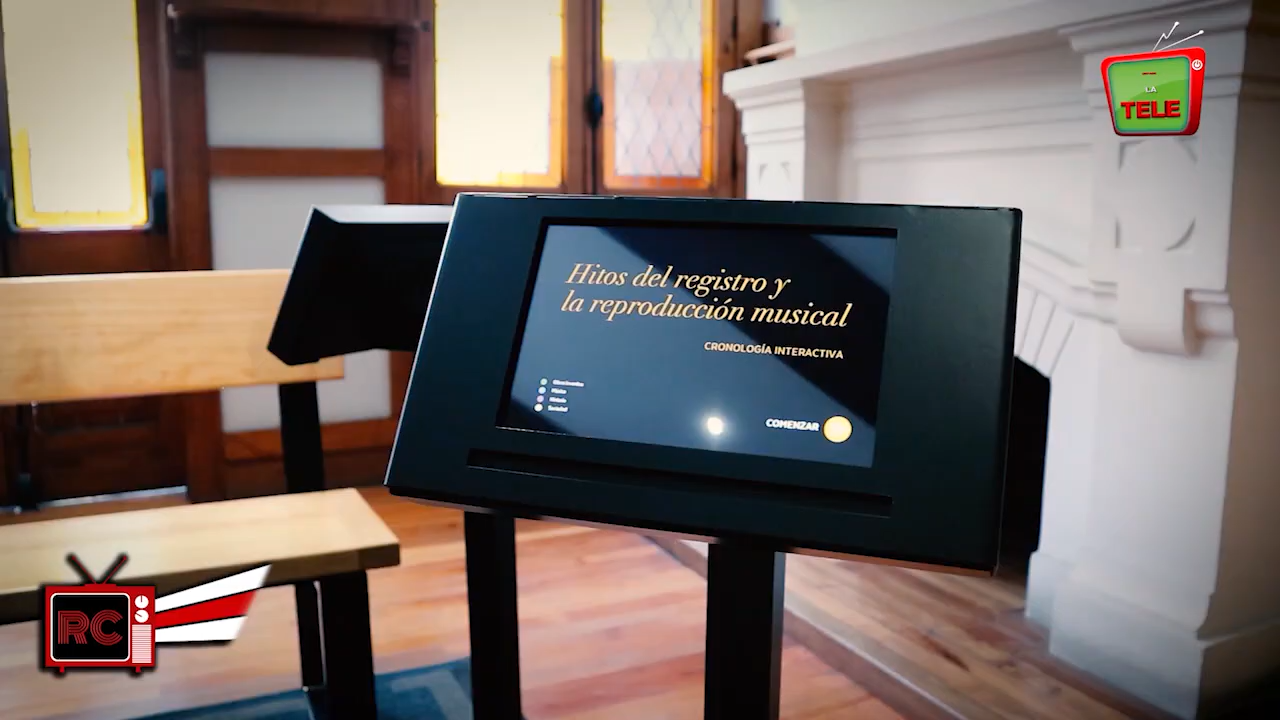 LA
TELE
Hitos del registro y
la reproducción musical
CRONOLOGÍA INTERACTIVA
COMENZAR
RC